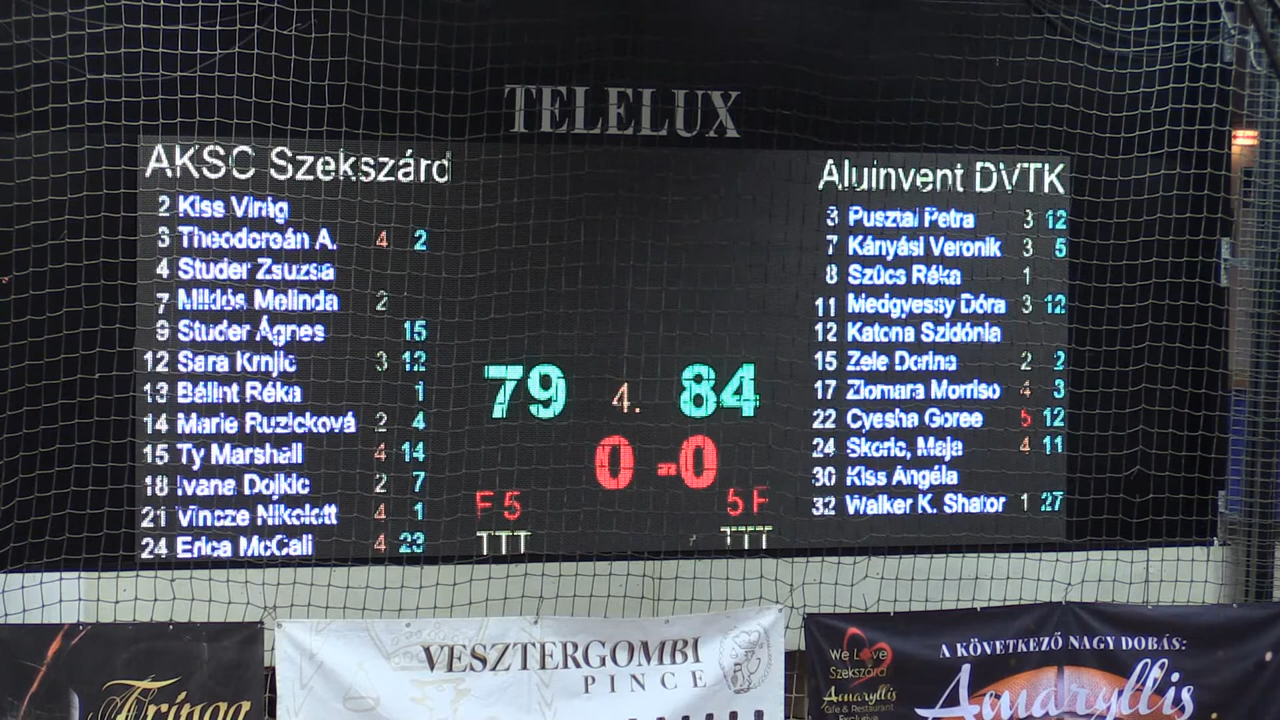 TELELUX
AKSC Szekszárd
2 Kiss Virág
3 Theodoreán A. 4 2
4 Studer Zsuzsa
7 Miklós Melinda 2
9 Studer Ágnes 15
12 Sara Krnjic 3 12
13 Bálint Réka 1
14 Marie Ruzicková 2 4
15 Ty Marshall 4 14
18 Ivana Dojkic 2 7
21 Vincze Nikolett 4 1
24 Erica McCall 4 23
79 4. 84
0 -0
F 5 5 F
TTT TTT
Aluinvent DVTK
3 Pusztai Petra 3 12
7 Kányási Veronik 3 5
8 Szűcs Réka 1
11 Medgyessy Dóra 3 12
12 Katona Szidónia
15 Zele Dorina 2 2
17 Ziomara Morriso 4 3
22 Cyesha Goree 5 12
24 Skoric, Maja 4 11
30 Kiss Angéla
32 Walker K. Shator 1 27
Fringa
VESZTERGOMBI
PINCE
We Love
Szekszárd
Amaryllis
Cafe & Restaurant
Exclusive
A KÖVETKEZŐ NAGY DOBÁS:
Amaryllis